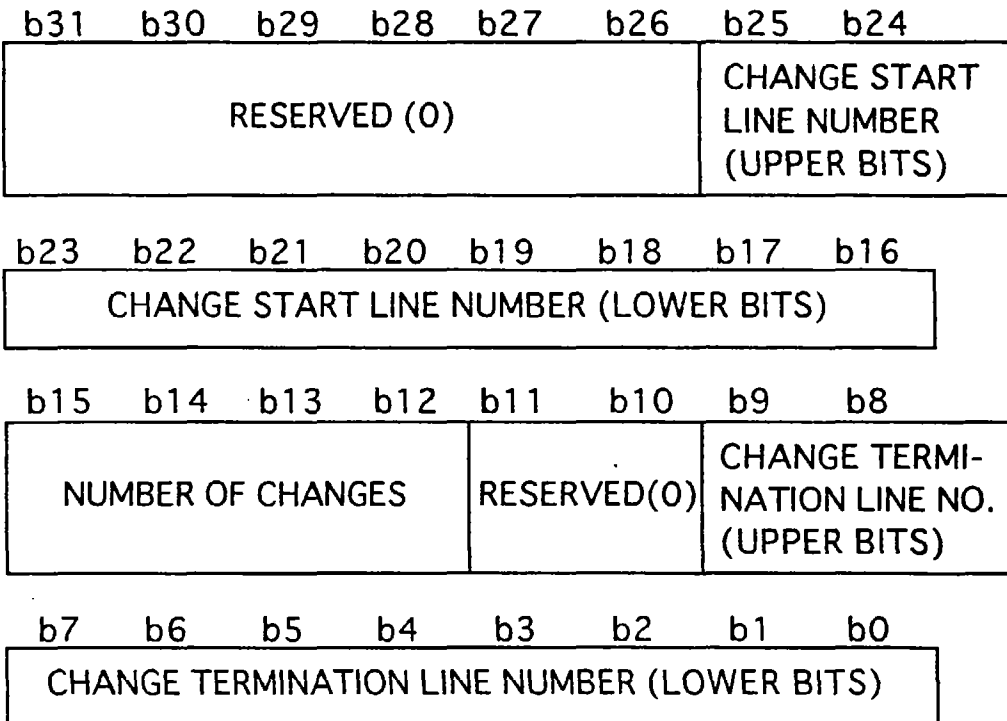 b31 b30 b29 b28 b27 b26 b25 b24
RESERVED (0)
CHANGE START
LINE NUMBER
(UPPER BITS)
b23 b22 b21 b20 b19 b18 b17 b16
CHANGE START LINE NUMBER (LOWER BITS)
b15 b14 b13 b12 b11 b10 b9 b8
NUMBER OF CHANGES
RESERVED(0)
CHANGE TERMI-
NATION LINE NO.
(UPPER BITS)
b7 b6 b5 b4 b3 b2 b1 b0
CHANGE TERMINATION LINE NUMBER (LOWER BITS)